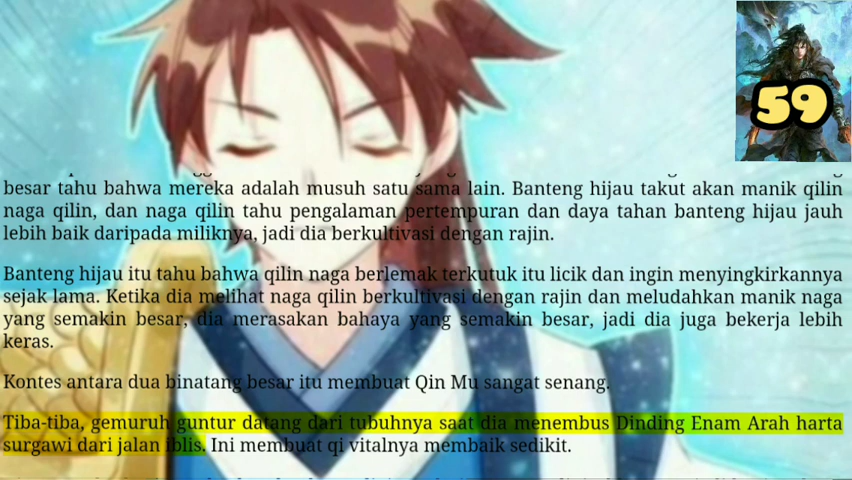 59
besar tahu bahwa mereka adalah musuh satu sama lain. Banteng hijau takut akan manik qilin
naga qilin, dan naga qilin tahu pengalaman pertempuran dan daya tahan banteng hijau jauh
lebih baik daripada miliknya, jadi dia berkultivasi dengan rajin.
Banteng hijau itu tahu bahwa qilin naga berlemak terkutuk itu licik dan ingin menyingkirkannya
sejak lama. Ketika dia melihat naga qilin berkultivasi dengan rajin dan meludahkan manik naga
yang semakin besar, dia merasakan bahaya yang semakin besar, jadi dia juga bekerja lebih
keras.
Kontes antara dua binatang besar itu membuat Qin Mu sangat senang.
Tiba-tiba, gemuruh guntur datang dari tubuhnya saat dia menembus Dinding Enam Arah harta
surgawi dari jalan iblis. Ini membuat qi vitalnya membaik sedikit.